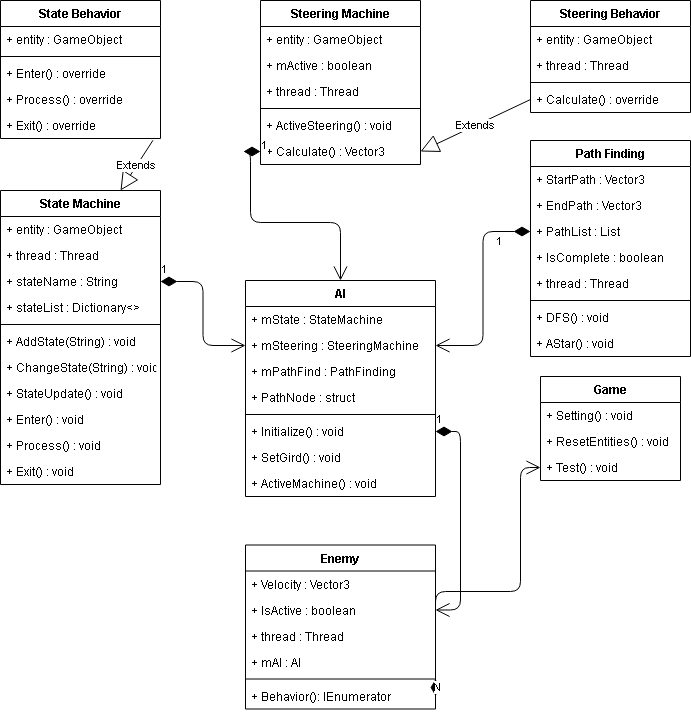 State Behavior
+ entity : GameObject
+ Enter() : override
+ Process() : override
+ Exit() : override
Steering Machine
+ entity : GameObject
+ mActive : boolean
+ thread : Thread
+ ActiveSteering() : void
+ Calculate() : Vector3
1
Steering Behavior
+ entity : GameObject
+ thread : Thread
+ Calculate() : override
Extends
Extends
State Machine
+ entity : GameObject
+ thread : Thread
+ stateName : String
+ stateList : Dictionary<>
+ AddState(String) : void
+ ChangeState(String) : void
+ StateUpdate() : void
+ Enter() : void
+ Process() : void
+ Exit() : void
1
Path Finding
+ StartPath : Vector3
+ EndPath : Vector3
+ PathList : List
+ IsComplete : boolean
+ thread : Thread
+ DFS() : void
+ AStar() : void
1
AI
+ mState : StateMachine
+ mSteering : SteeringMachine
+ mPathFind : PathFinding
+ PathNode : struct
+ Initialize() : void
+ SetGird() : void
+ ActiveMachine() : void
1
Game
+ Setting() : void
+ ResetEntities() : void
+ Test() : void
Enemy
+ Velocity : Vector3
+ IsActive : boolean
+ thread : Thread
+ mAI : AI
+ Behavior(): IEnumerator
N